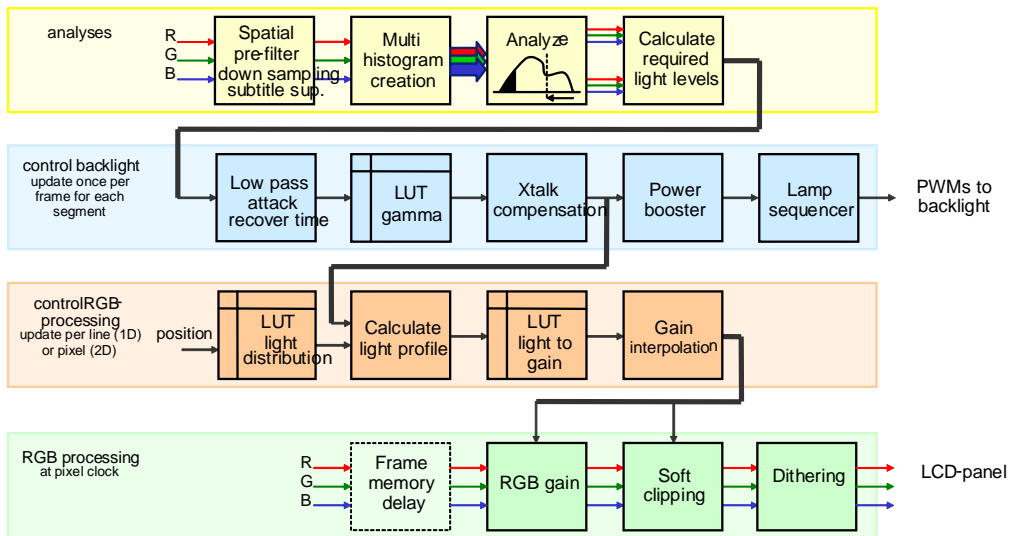 analyses
R
G
B
Spatial
pre-filter
down sampling
subtitle sup.
Multi
histogram
creation
Analyze
Calculate
required
light levels
control backlight
update once per
frame for each
segment
Low pass
attack
recover time
LUT
gamma
Xtalk
compensation
Power
booster
Lamp
sequencer
PWMs to
backlight
controlRGB-
processing
update per line (1D)
or pixel (2D)
position
LUT
light
distribution
Calculate
light profile
LUT
light to
gain
Gain
interpolation
RGB processing
at pixel clock
R
G
B
Frame
memory
delay
RGB gain
Soft
clipping
Dithering
LCD-panel